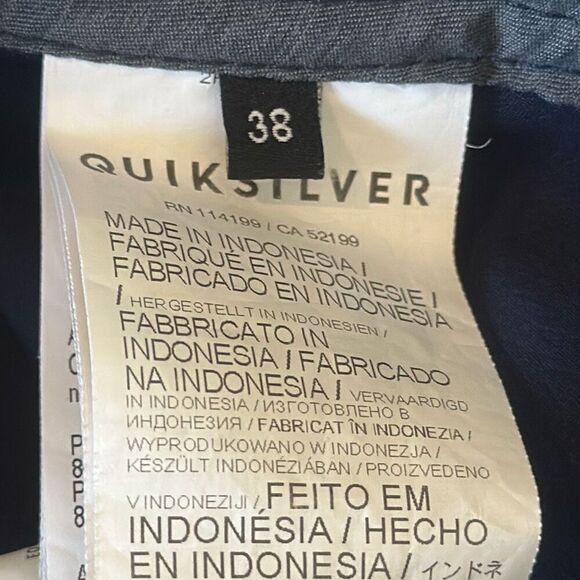 38
QUIKSILVER
RN 114199 / CA 52199
MADE IN INDONESIA /
FABRIQUÉ EN INDONESIE /
FABRICADO EN INDONESIA
/ HERGESTELLT IN INDONESIEN /
FABBRICATO IN
INDONESIA / FABRICADO
NA INDONESIA / VERVAARDIGD
IN INDONESIA / ИЗГОТОВЛЕНО В
ИНДОНЕЗИЯ / FABRICAT ÎN INDONEZIA /
WYPRODUKOWANO W INDONEZJA /
KÉSZÜLT INDONÉZIÁBAN / PROIZVEDENO
V INDONEZIJI / FEITO EM
INDONÉSIA / HECHO
EN INDONESIA / インドネ